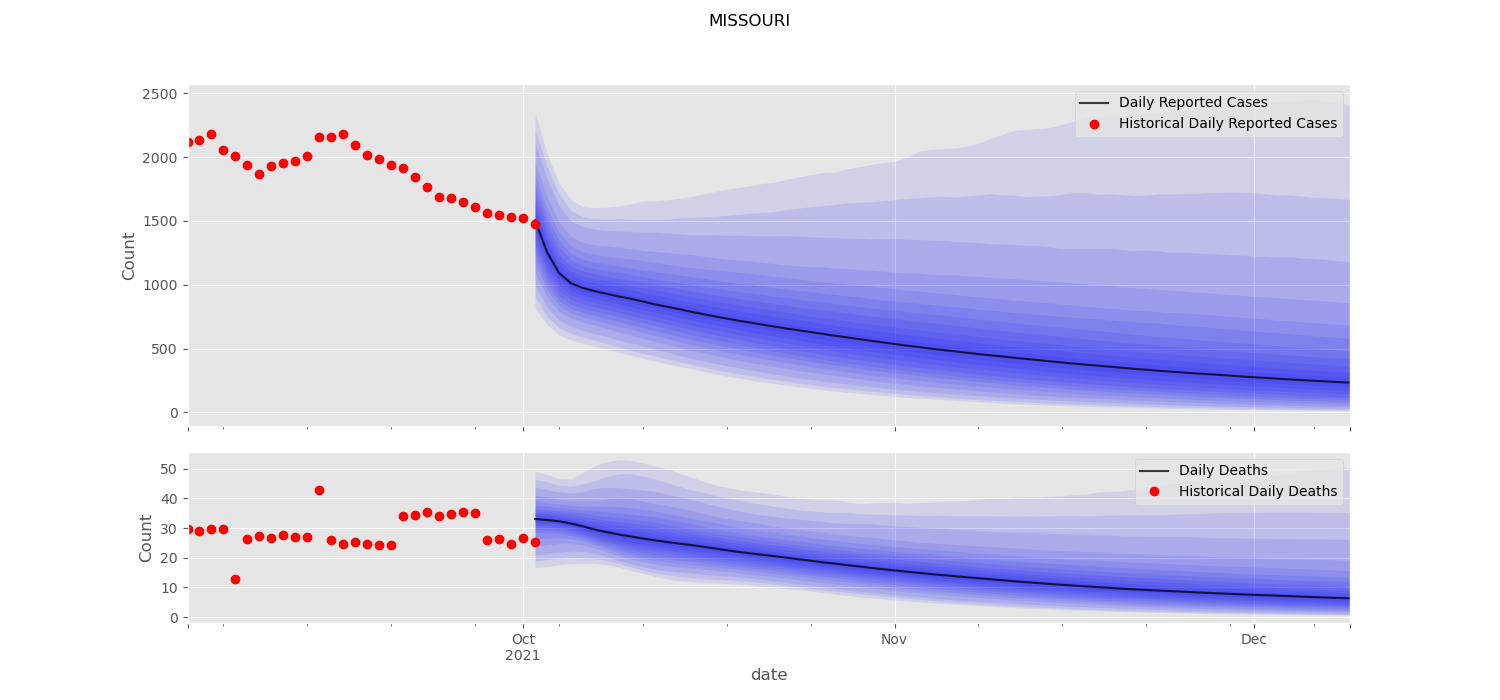 MISSOURI
2500
2000
1500
1000
500
0
Count
Daily Reported Cases
Historical Daily Reported Cases
50
40
30
20
10
0
Count
Daily Deaths
Historical Daily Deaths
Oct
2021
Nov
Dec
date